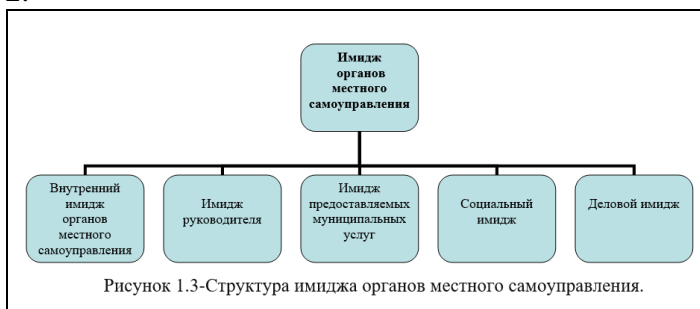 Имидж
органов
местного
самоуправления
Внутренний
имидж
органов
местного
самоуправления
Имидж
руководителя
Имидж
предоставляемых
муниципальных
услуг
Социальный
имидж
Деловой имидж
Рисунок 1.3-Структура имиджа органов местного самоуправления.